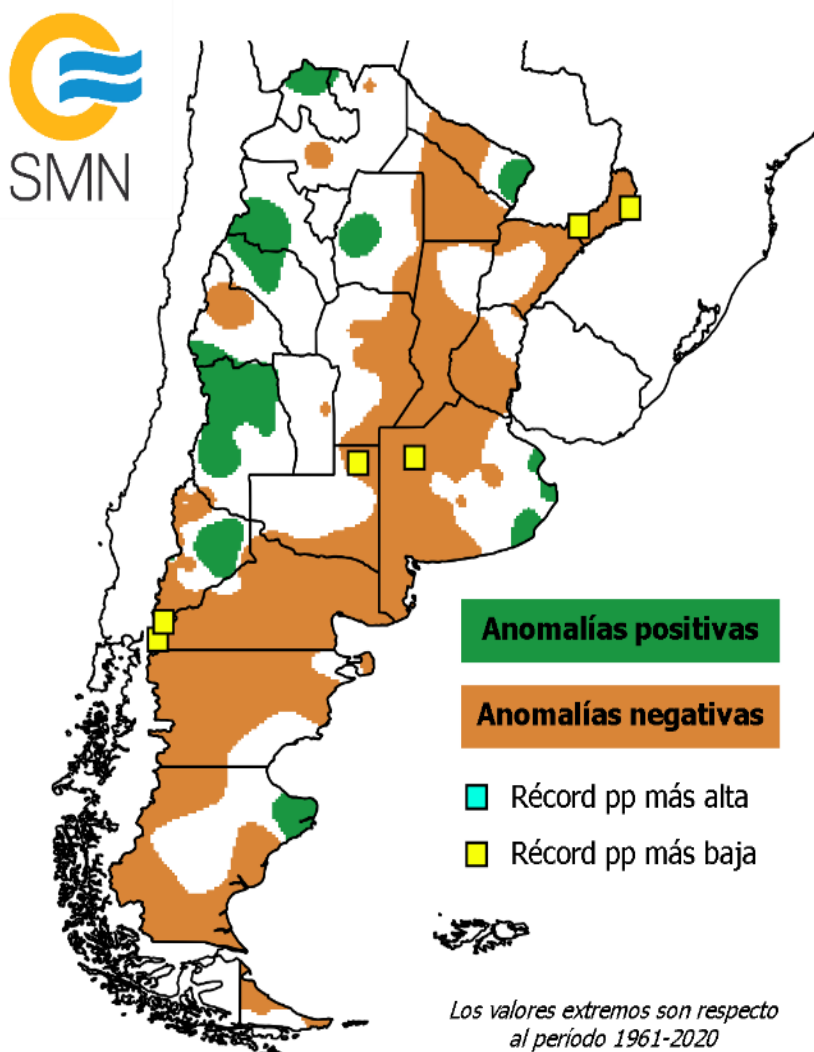 SMN
Anomalías positivas
Anomalías negativas
Récord pp más alta
Récord pp más baja
Los valores extremos son respecto
al período 1961-2020